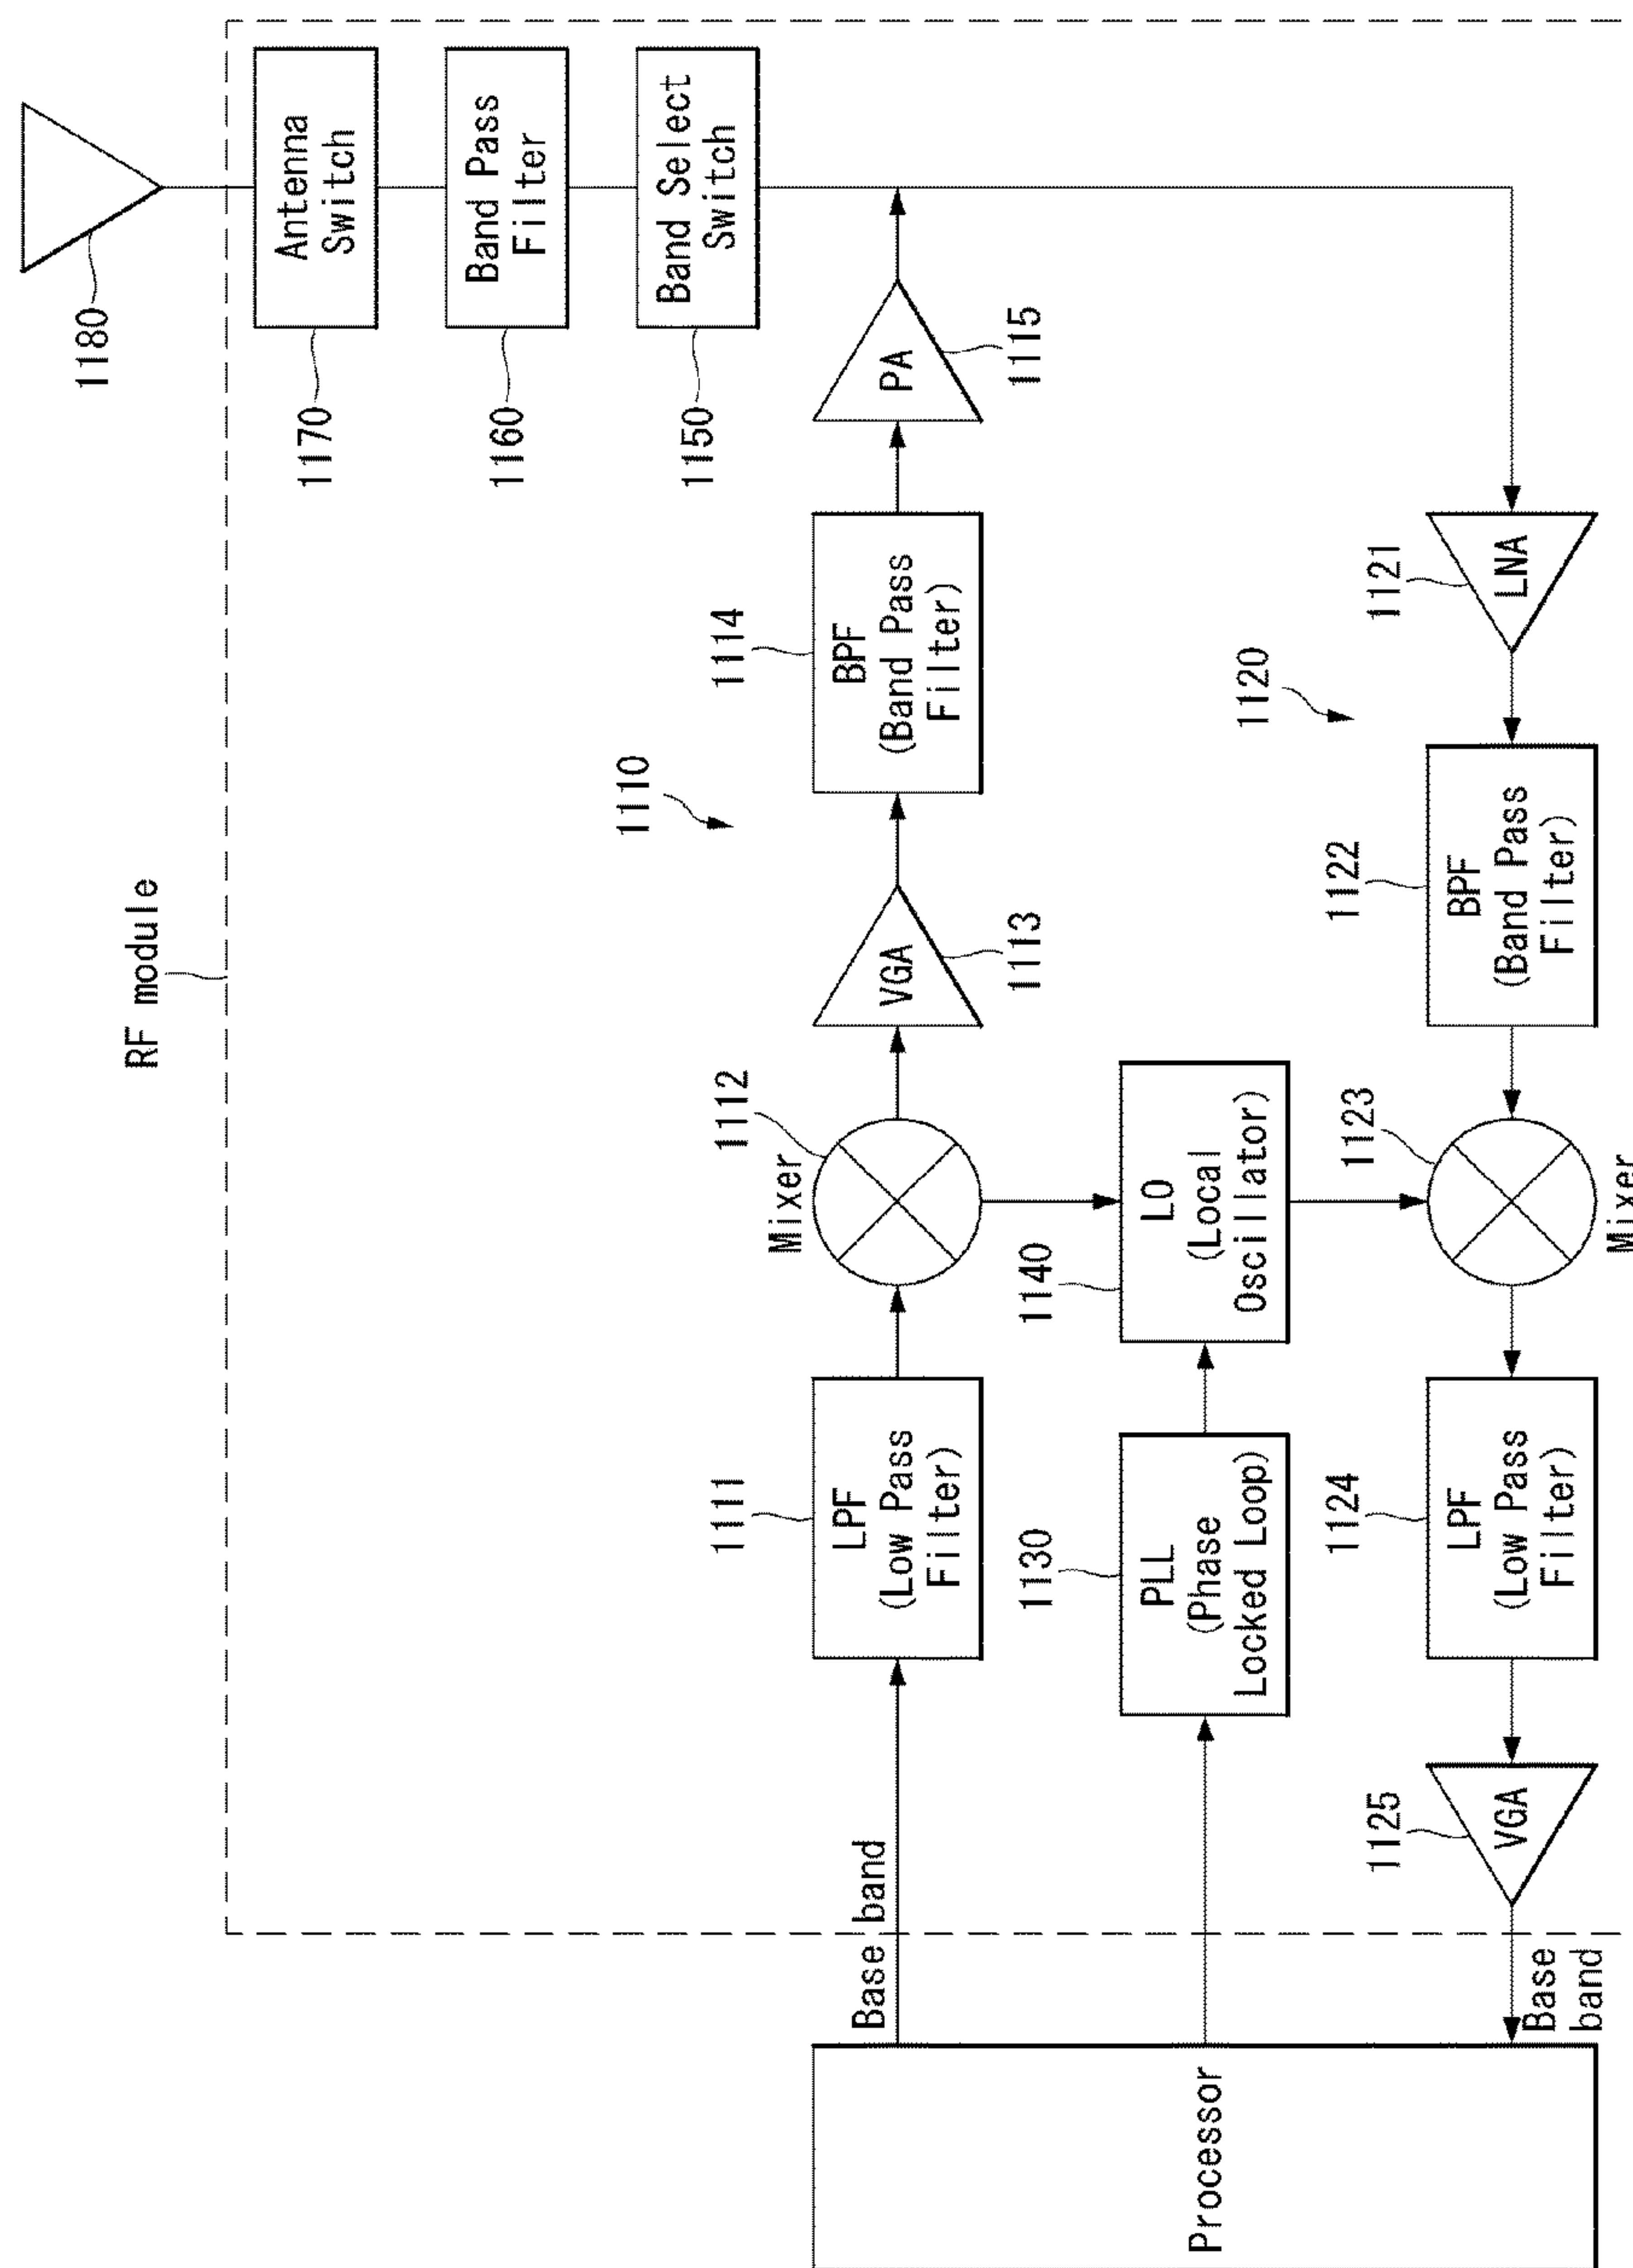 RF module
1180
Antenna
Switch
1170
Band Pass
Filter
1160
Band Select
Switch
1150
1110
Base band
LPF
(Low Pass
Filter)
1111
Mixer
1112
VGA
1113
BPF
(Band Pass
Filter)
1114
PA
1115
Processor
PLL
(Phase
Locked Loop)
1130
LO
(Local
Oscillator)
1140
1120
LNA
1121
BPF
(Band Pass
Filter)
1122
Mixer
1123
LPF
(Low Pass
Filter)
1124
VGA
1125
Base
band